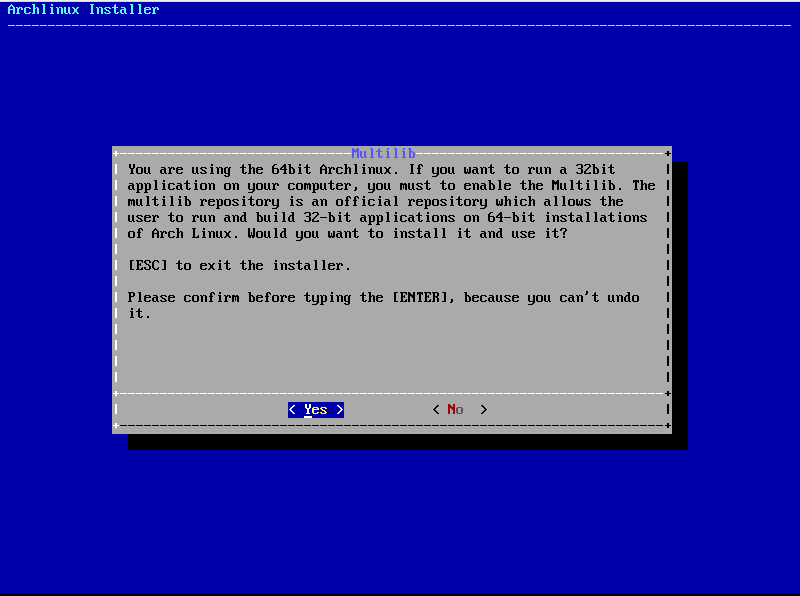 Archlinux Installer
Multilib
You are using the 64bit Archlinux. If you want to run a 32bit
application on your computer, you must to enable the Multilib. The
multilib repository is an official repository which allows the
user to run and build 32-bit applications on 64-bit installations
of Arch Linux. Would you want to install it and use it?
[ESC] to exit the installer.
Please confirm before typing the [ENTER], because you can't undo
it.
< Yes > < No >